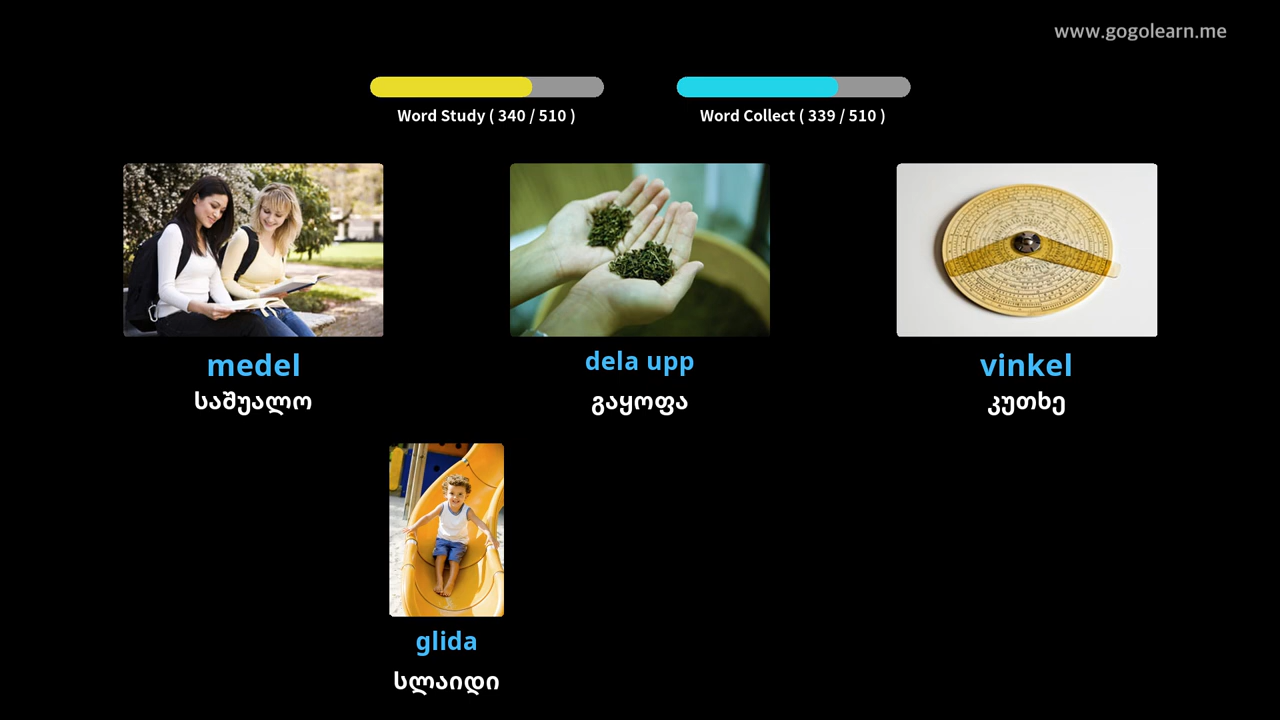 www.gogolearn.me
Word Study ( 340 / 510 )
Word Collect ( 339 / 510 )
medel
საშუალო
dela upp
გაყოფა
vinkel
კუთხე
glida
სლაიდი